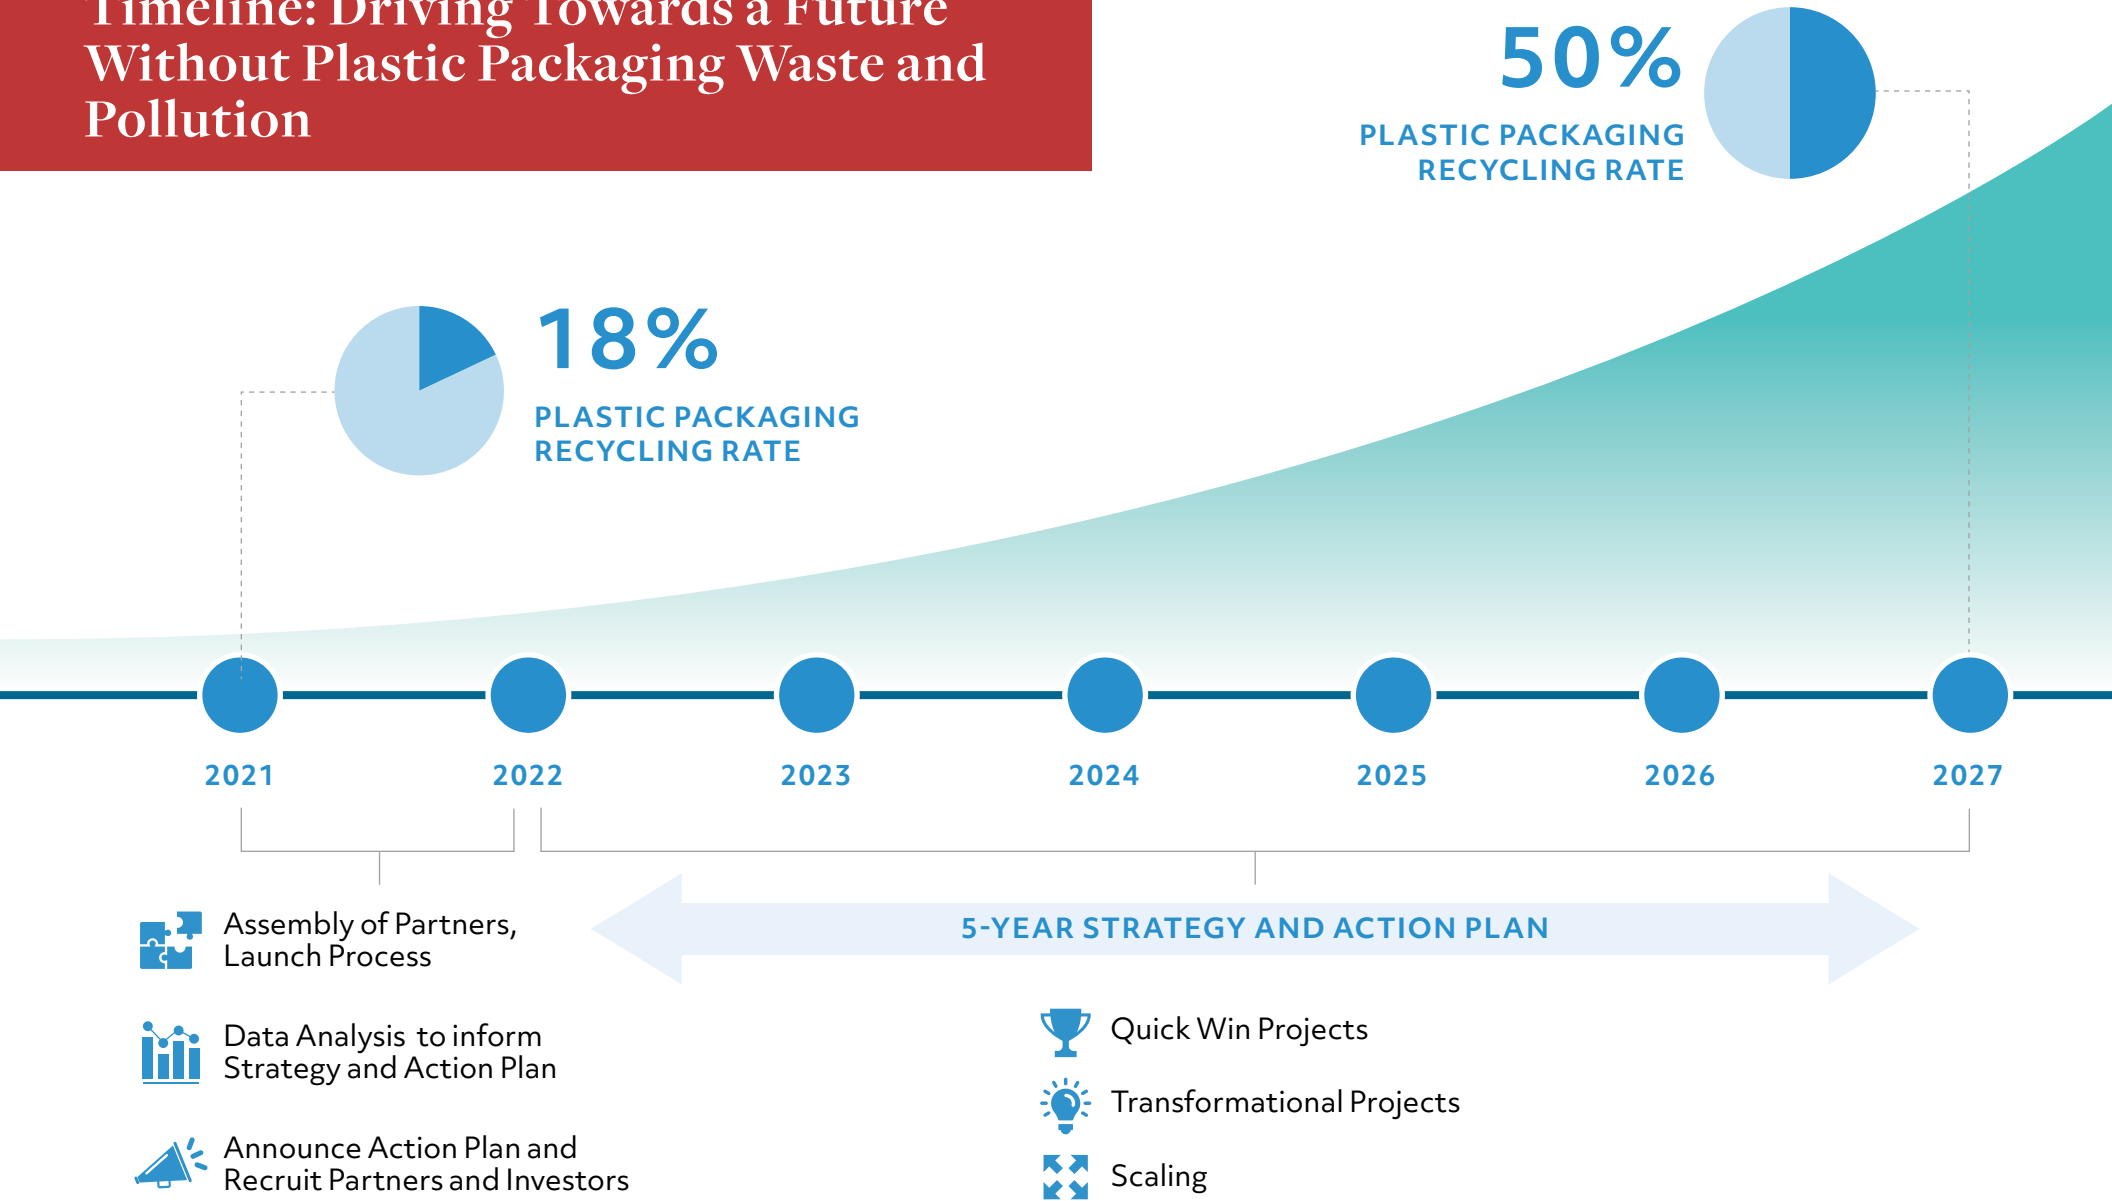 Timeline: Driving Towards a Future
Without Plastic Packaging Waste and
Pollution
50%
PLASTIC PACKAGING
RECYCLING RATE
18%
PLASTIC PACKAGING
RECYCLING RATE
2021 2022 2023 2024 2025 2026 2027
Assembly of Partners,
Launch Process
Data Analysis to inform
Strategy and Action Plan
Announce Action Plan and
Recruit Partners and Investors
5-YEAR STRATEGY AND ACTION PLAN
Quick Win Projects
Transformational Projects
Scaling